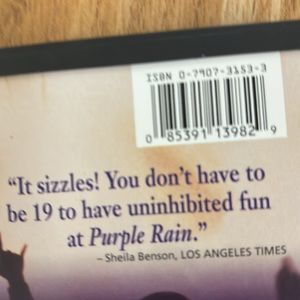 ISBN 0-7907-3153-3
0 85391 13982 9
“It sizzles! You don’t have to
be 19 to have uninhibited fun
at Purple Rain.”
– Sheila Benson, LOS ANGELES TIMES